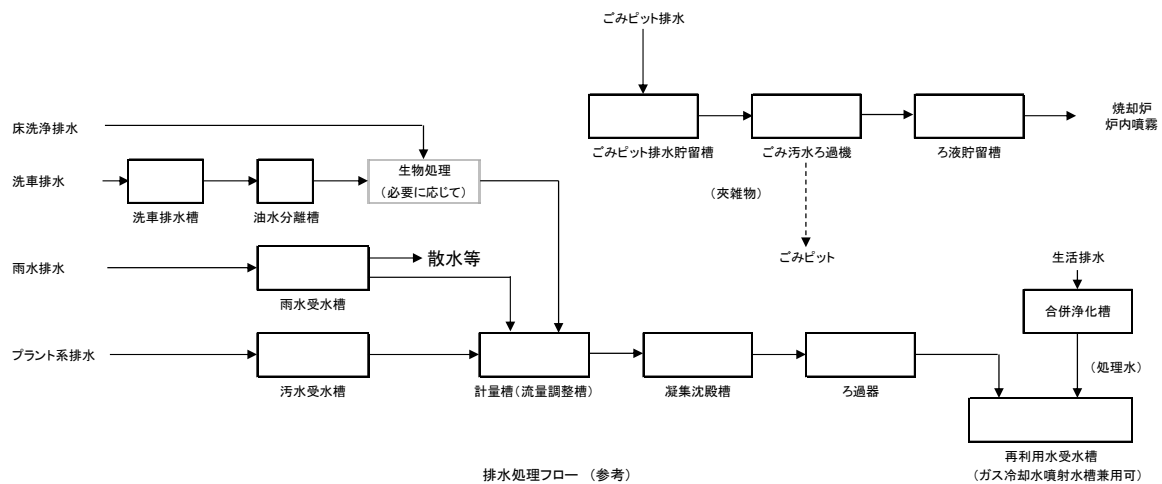 ごみピット排水
焼却炉
炉内噴霧
ごみピット排水貯留槽
ごみ汚水ろ過機
ろ液貯留槽
(夾雑物)
ごみピット
床洗浄排水
洗車排水
生物処理
(必要に応じて)
洗車排水槽
油水分離槽
雨水排水
散水等
雨水受水槽
生活排水
合併浄化槽
(処理水)
プラント系排水
汚水受水槽
計量槽(流量調整槽)
凝集沈殿槽
ろ過器
再利用水受水槽
(ガス冷却水噴射水槽兼用可)
排水処理フロー (参考)